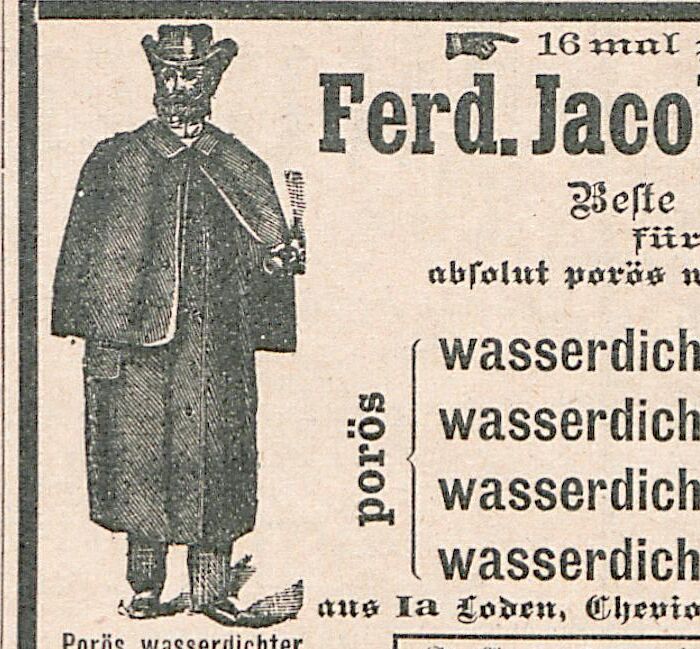 16 mal
Ferd. Jaco
Beſte
für
abſolut porös
porös
wasserdich
wasserdich
wasserdich
wasserdich
aus Ia Loden, Chevio
Porös wasserdichter